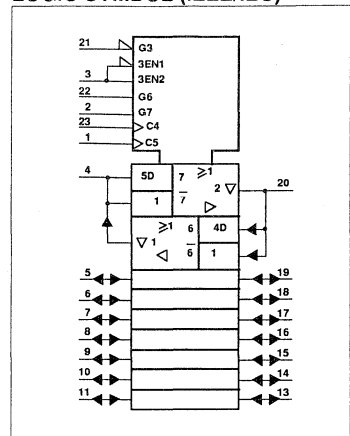 LOGIC SYMBOL (IEEE/IEC)
21 G3
3EN1
3 3EN2
22 G6
2 G7
23 C4
1 C5
4 5D 7 ≥1 20
1 7 2 ▽
≥1 6 4D
▽ 1 6 1
5 19
6 18
7 17
8 16
9 15
10 14
11 13